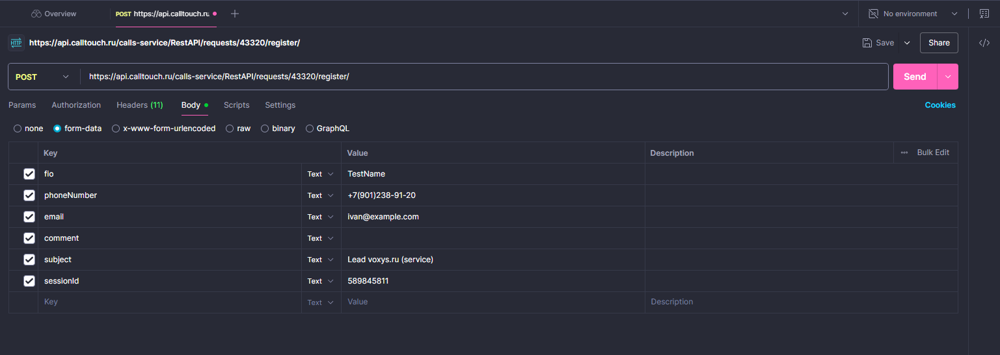 Overview
POST https://api.calltouch.ru
No environment
HTTP https://api.calltouch.ru/calls-service/RestAPI/requests/43320/register/
Save
Share
POST
https://api.calltouch.ru/calls-service/RestAPI/requests/43320/register/
Send
Params Authorization Headers (11) Body Scripts Settings
Cookies
none form-data x-www-form-urlencoded raw binary GraphQL
Key Value Description Bulk Edit
fio Text TestName
phoneNumber Text +7(901)238-91-20
email Text ivan@example.com
comment Text
subject Text Lead voxys.ru (service)
sessionId Text 589845811
Key Text Value Description